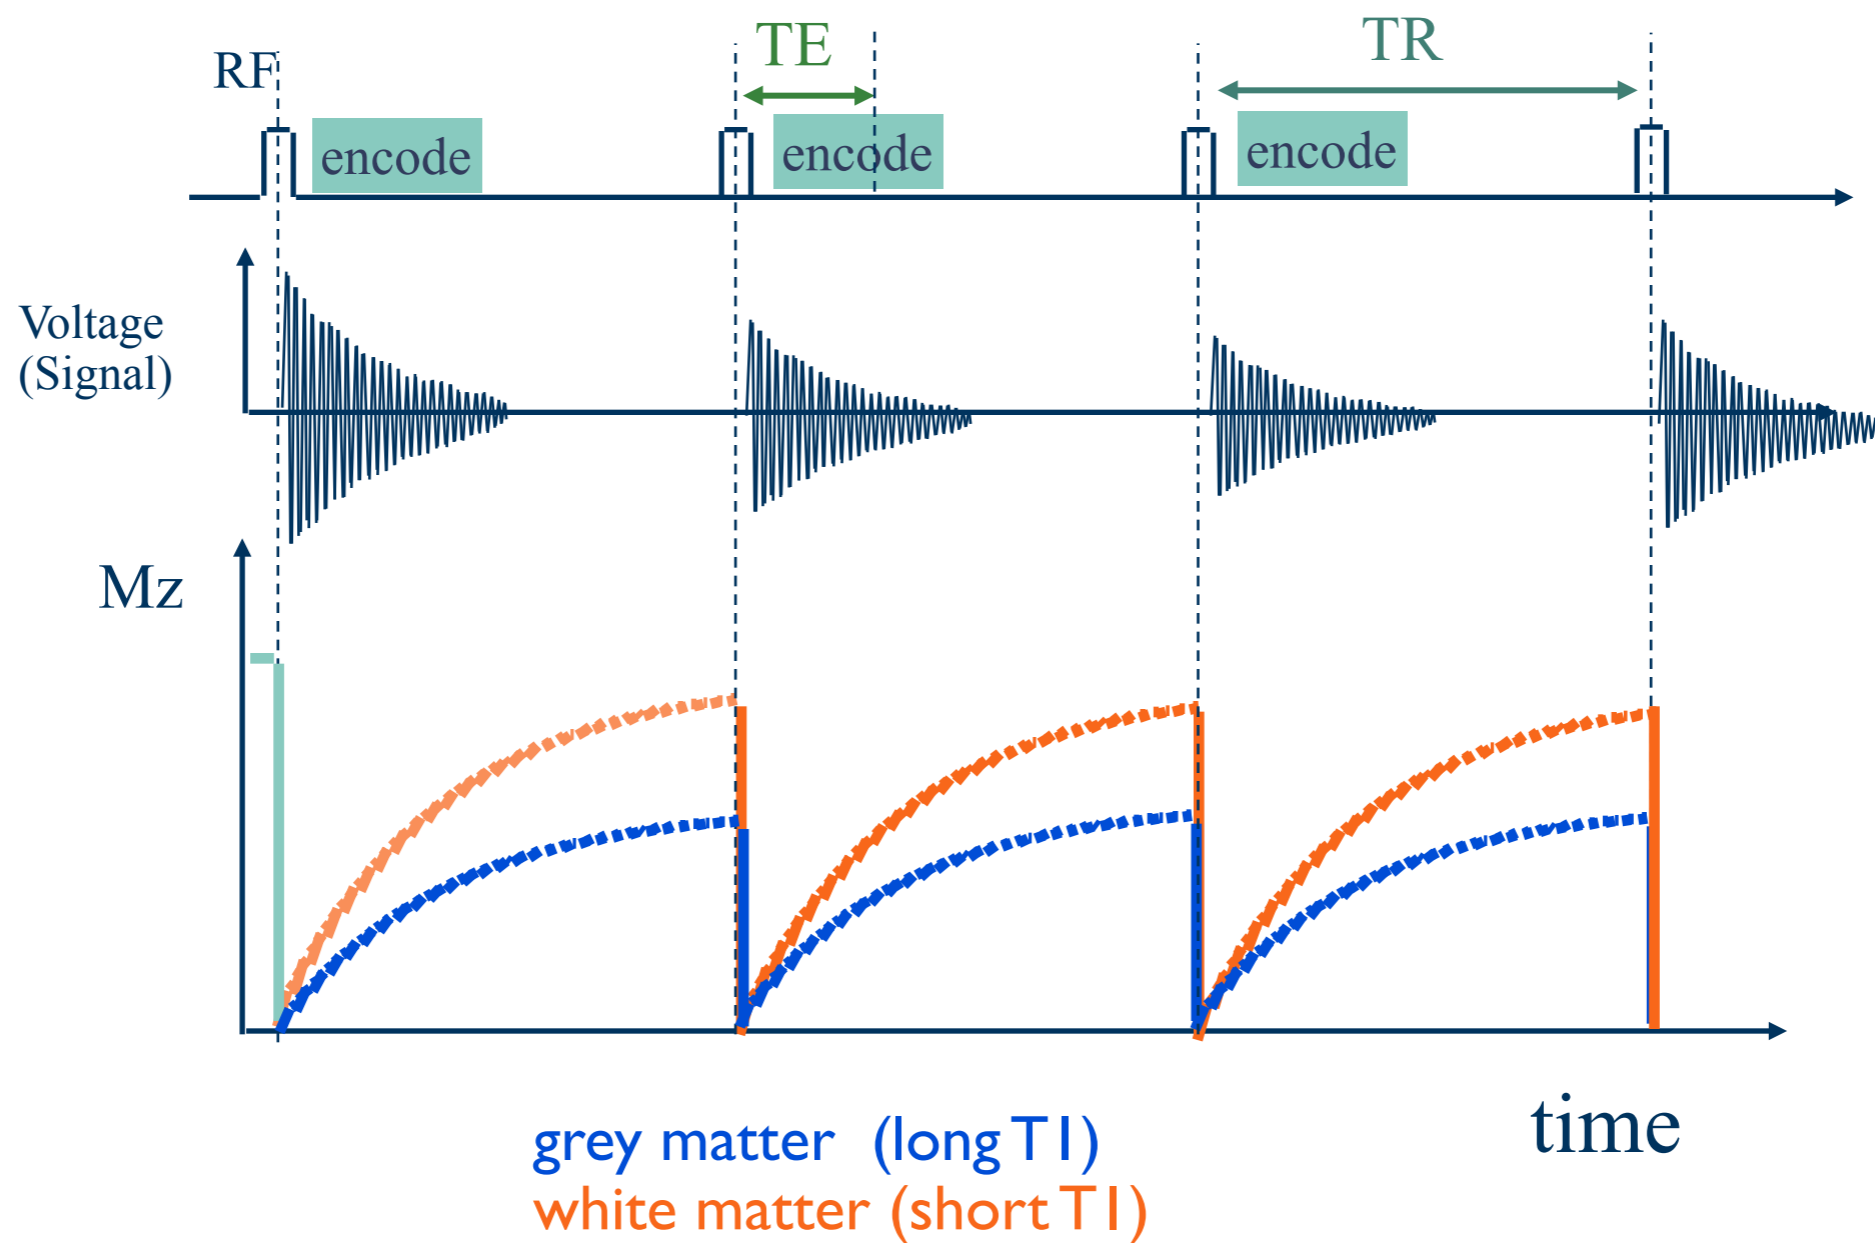 TE
TR
RF
encode
encode
encode
Voltage
(Signal)
Mz
time
grey matter (long T1)
white matter (short T1)